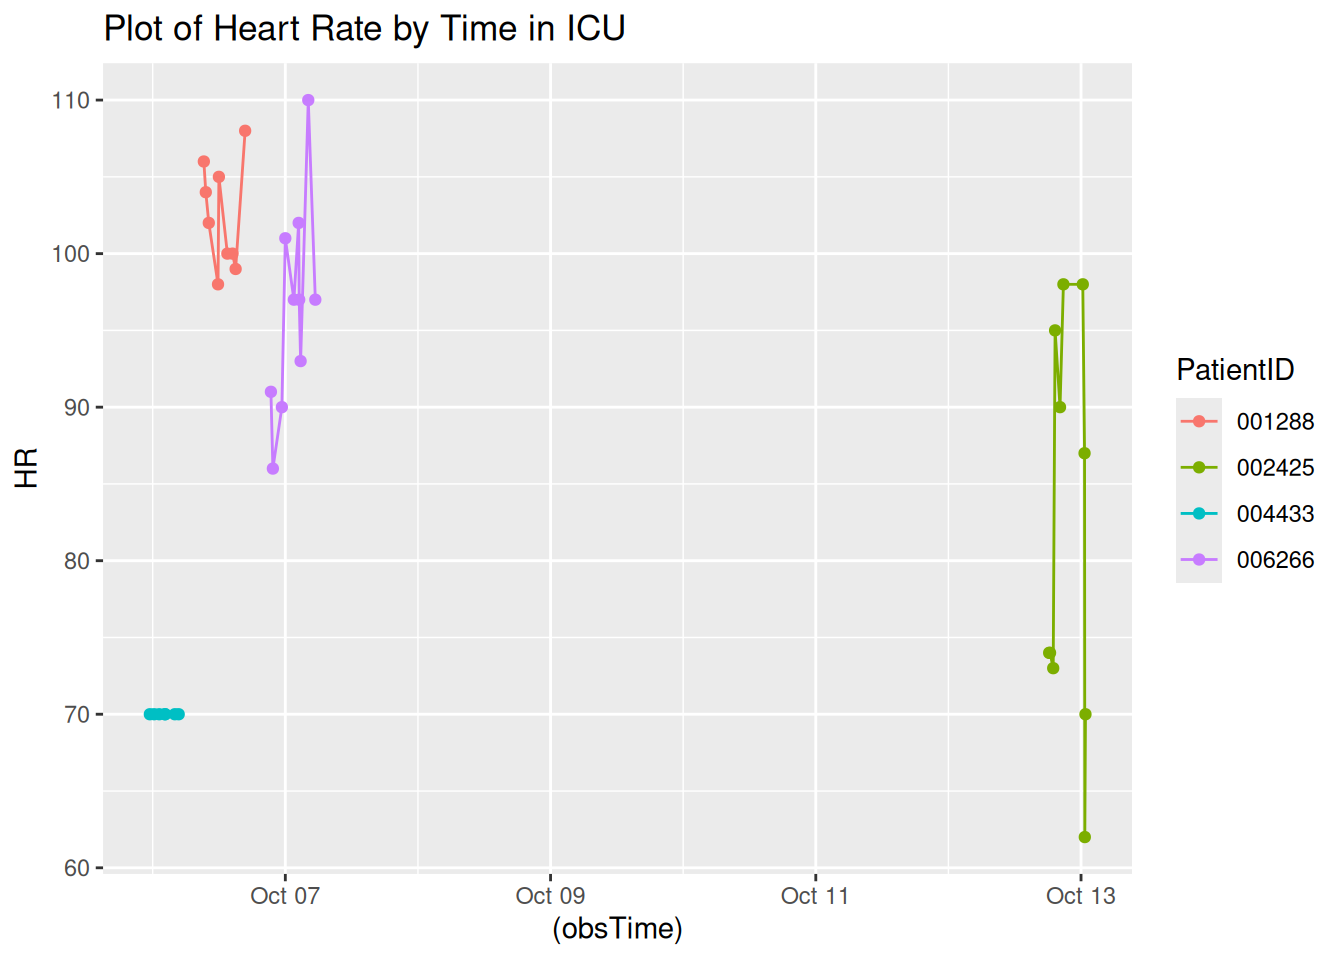 Plot of Heart Rate by Time in ICU
110
100
90
80
70
60
HR
Oct 07
Oct 09
Oct 11
Oct 13
(obsTime)
PatientID
001288
002425
004433
006266